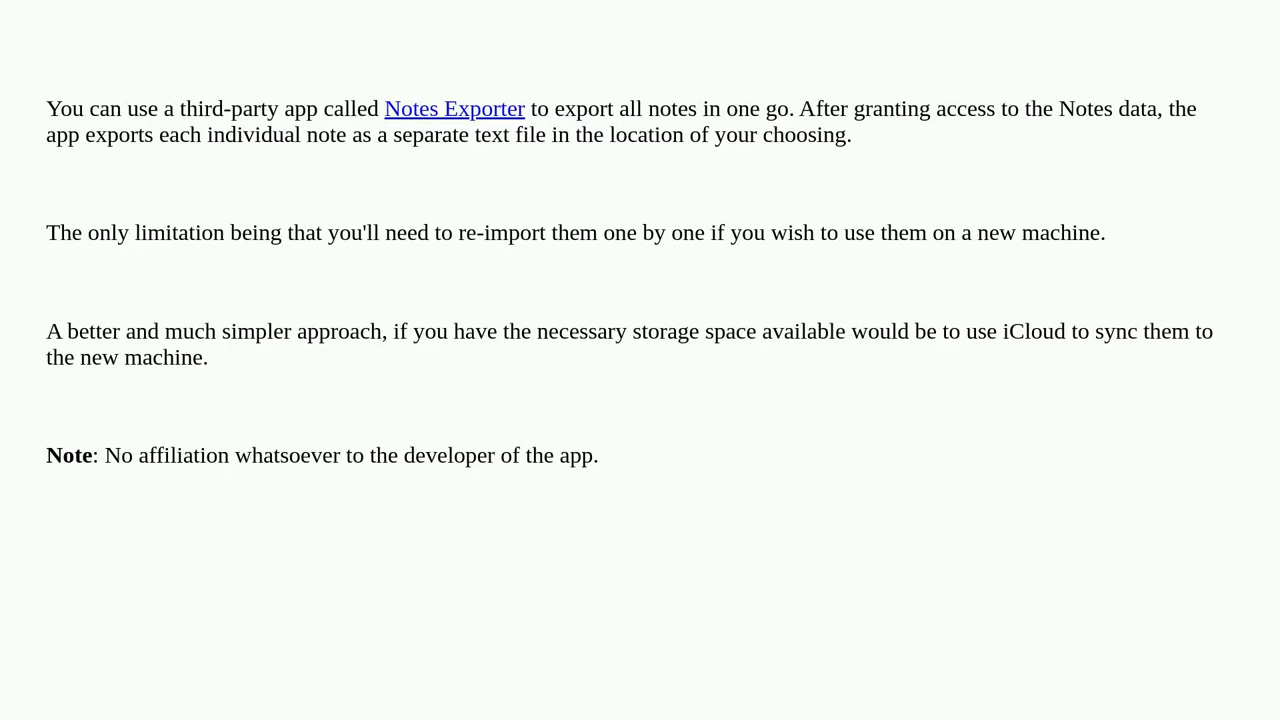 You can use a third-party app called Notes Exporter to export all notes in one go. After granting access to the Notes data, the
app exports each individual note as a separate text file in the location of your choosing.
The only limitation being that you'll need to re-import them one by one if you wish to use them on a new machine.
A better and much simpler approach, if you have the necessary storage space available would be to use iCloud to sync them to
the new machine.
Note: No affiliation whatsoever to the developer of the app.